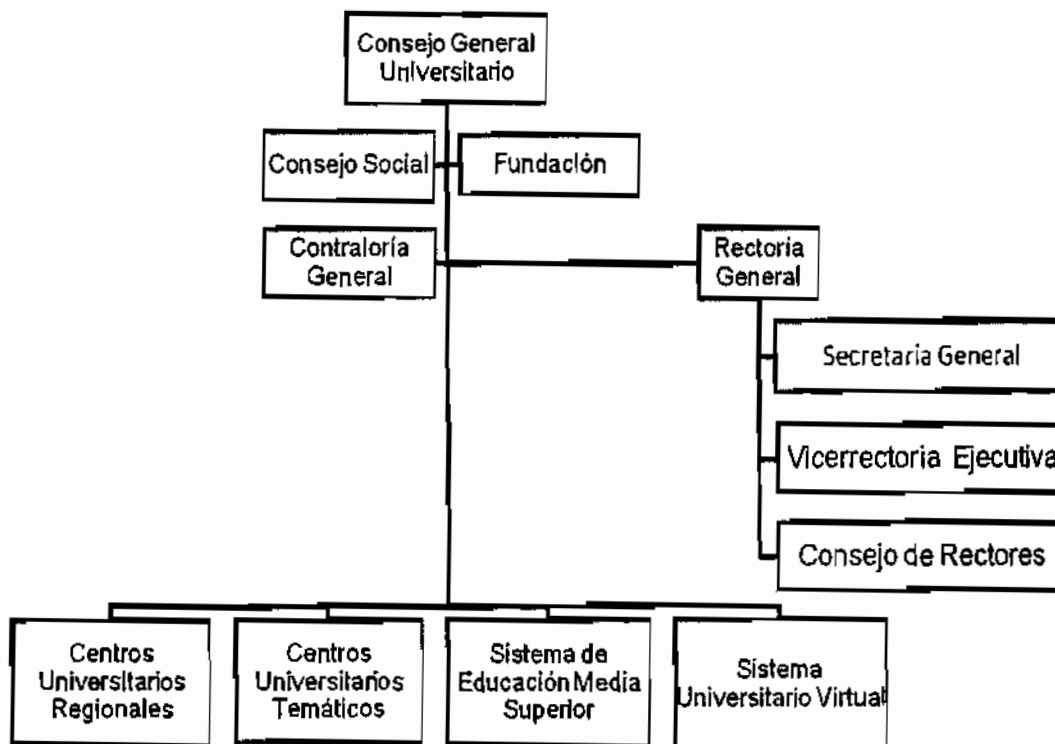 Consejo General
Universitario
Consejo Social
Fundación
Contraloría
General
Rectoria
General
Secretaria General
Vicerrectoria Ejecutiva
Consejo de Rectores
Centros
Universitarios
Regionales
Centros
Universitarios
Temáticos
Sistema de
Educación Media
Superior
Sistema
Universitario Virtual